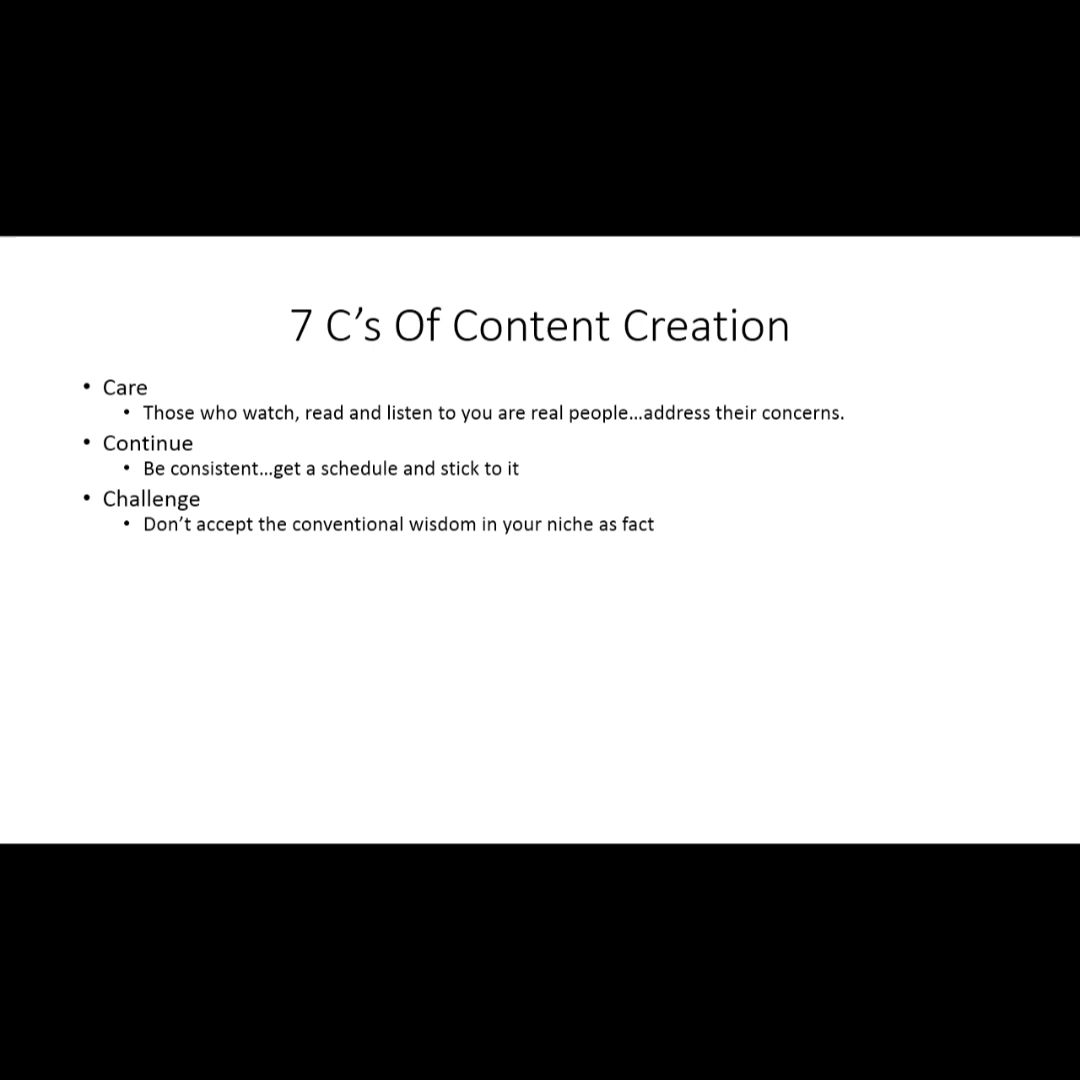 7 C’s Of Content Creation
• Care
• Those who watch, read and listen to you are real people...address their concerns.
• Continue
• Be consistent...get a schedule and stick to it
• Challenge
• Don’t accept the conventional wisdom in your niche as fact